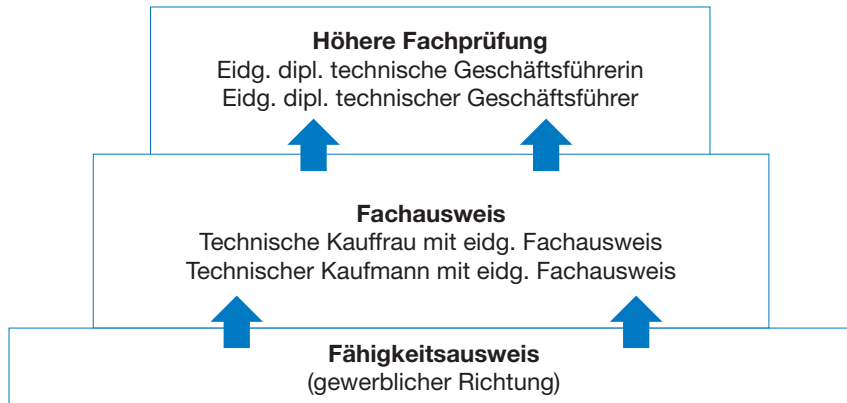 Höhere Fachprüfung
Eidg. dipl. technische Geschäftsführerin
Eidg. dipl. technischer Geschäftsführer
Fachausweis
Technische Kauffrau mit eidg. Fachausweis
Technischer Kaufmann mit eidg. Fachausweis
Fähigkeitsausweis
(gewerblicher Richtung)